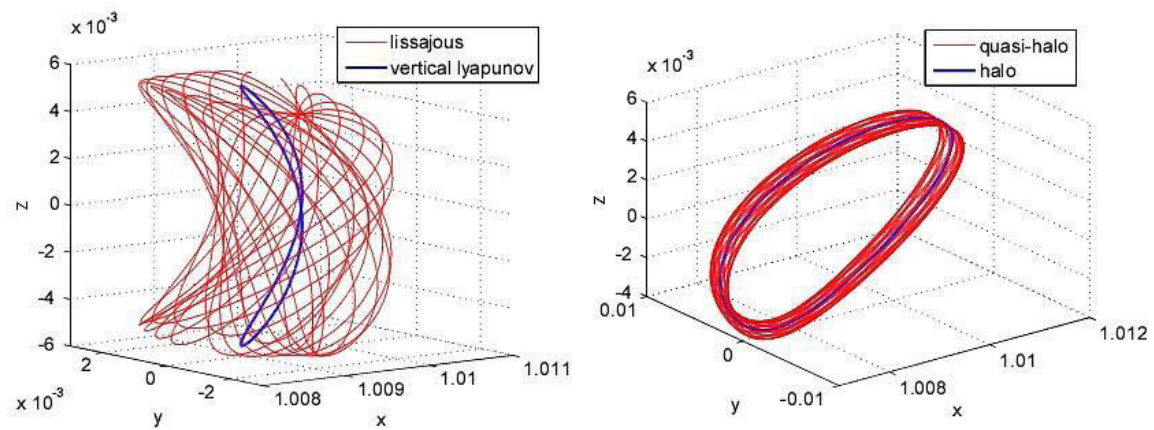 x 10⁻³
6
4
2
0
-2
-4
-6
z
lissajous
vertical lyapunov
2
0
-2
x 10⁻³
y
1.008
1.009
1.01
1.011
x
x 10⁻³
6
4
2
0
-2
-4
z
quasi-halo
halo
0.01
0
-0.01
y
1.008
1.01
1.012
x